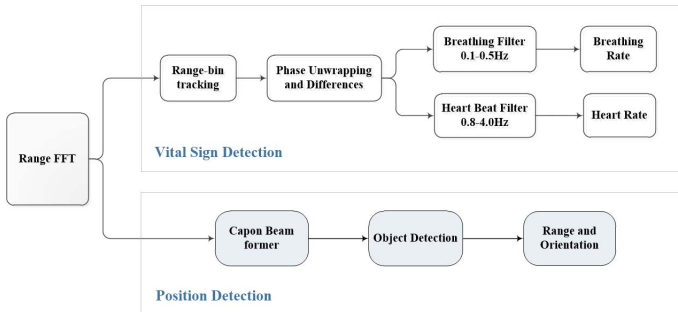 Range FFT
Range-bin
tracking
Phase Unwrapping
and Differences
Breathing Filter
0.1-0.5Hz
Breathing
Rate
Heart Beat Filter
0.8-4.0Hz
Heart Rate
Vital Sign Detection
Capon Beam
former
Object Detection
Range and
Orientation
Position Detection